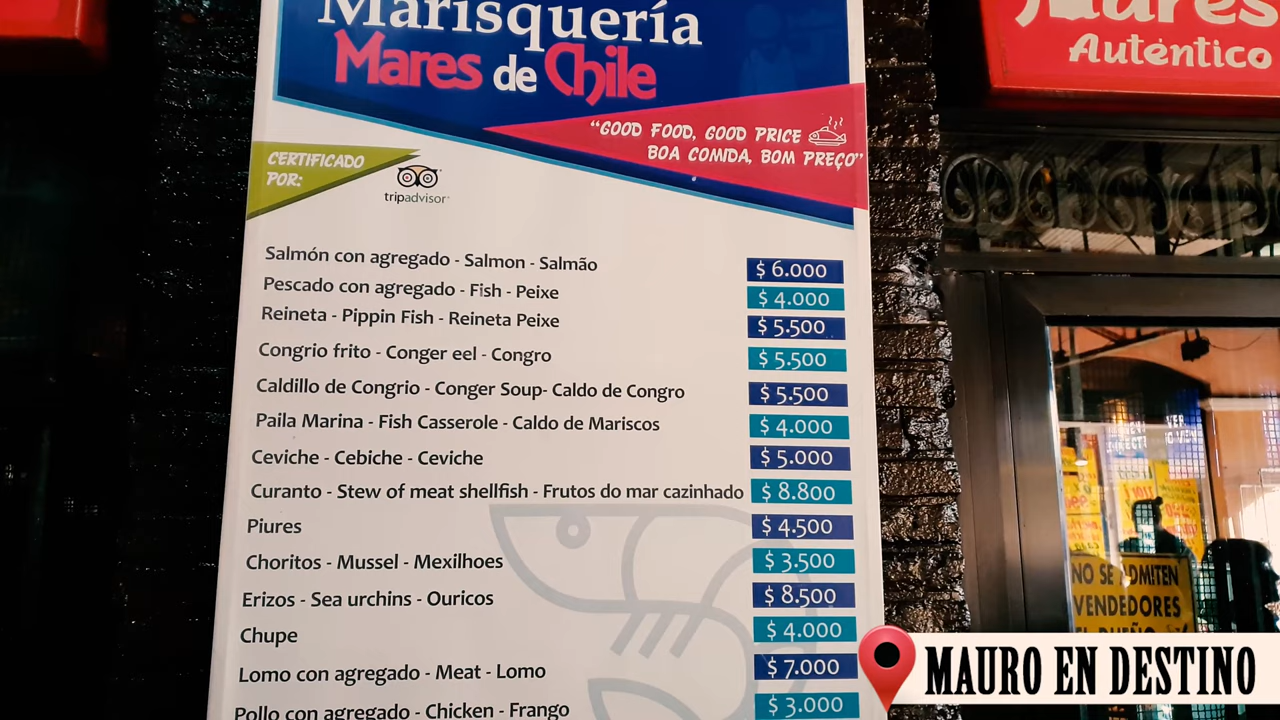 Marisquería
Mares de Chile
"GOOD FOOD, GOOD PRICE
BOA COMIDA, BOM PREÇO"
CERTIFICADO
POR:
tripadvisor
Salmón con agregado - Salmon - Salmão $ 6.000
Pescado con agregado - Fish - Peixe $ 4.000
Reineta - Pippin Fish - Reineta Peixe $ 5.500
Congrio frito - Conger eel - Congro $ 5.500
Caldillo de Congrio - Conger Soup- Caldo de Congro $ 5.500
Paila Marina - Fish Casserole - Caldo de Mariscos $ 4.000
Ceviche - Cebiche - Ceviche $ 5.000
Curanto - Stew of meat shellfish - Frutos do mar cazinhado $ 8.800
Piures $ 4.500
Choritos - Mussel - Mexilhoes $ 3.500
Erizos - Sea urchins - Ouricos $ 8.500
Chupe $ 4.000
Lomo con agregado - Meat - Lomo $ 7.000
Pollo con agregado - Chicken - Frango $ 3.000
Mares
Auténtico
NO SE ADMITEN
VENDEDORES
EL DUEÑO
MAURO EN DESTINO